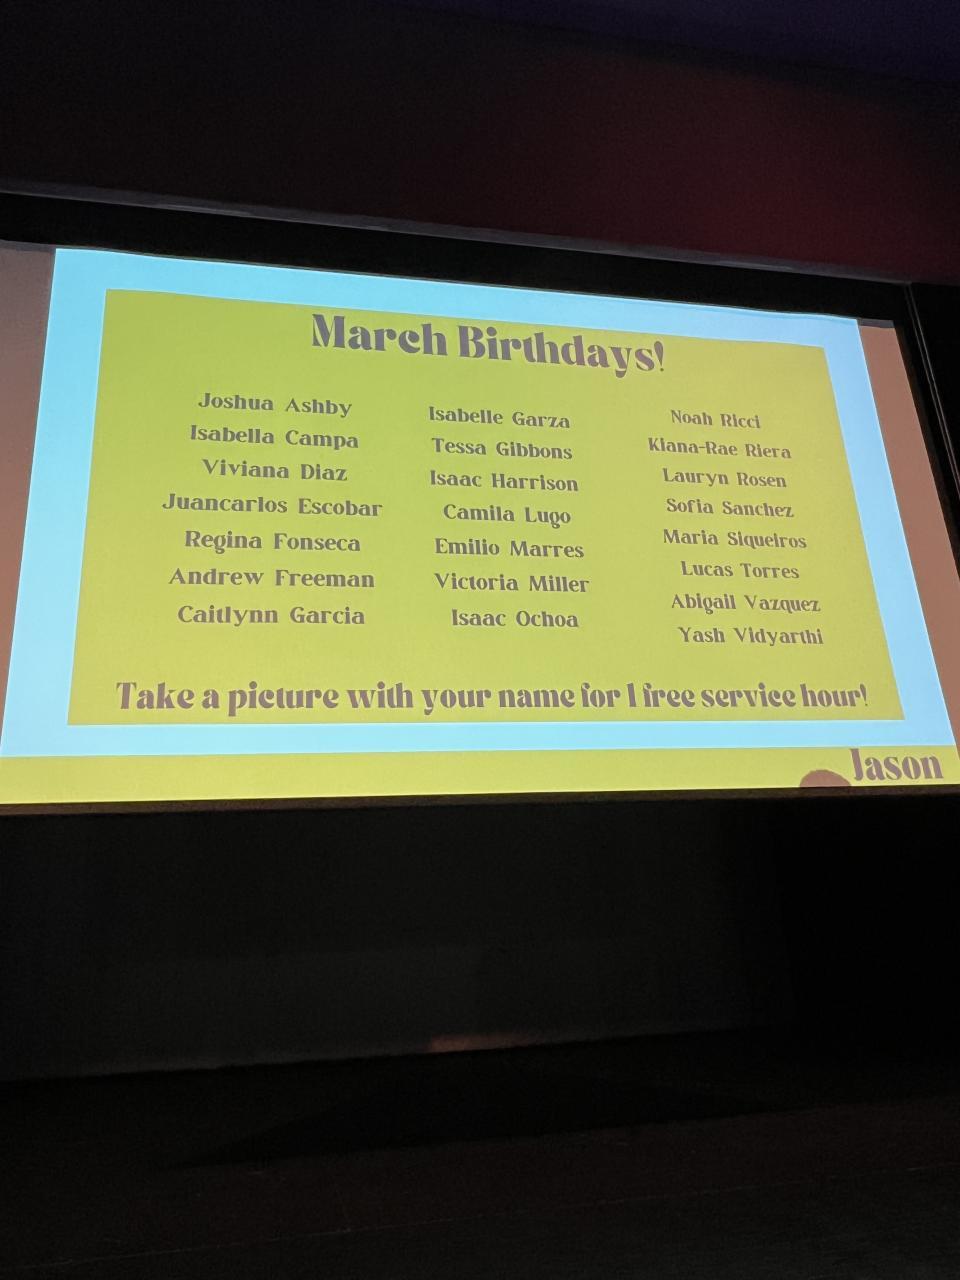 March Birthdays!
Joshua Ashby
Isabella Campa
Viviana Diaz
Juancarlos Escobar
Regina Fonseca
Andrew Freeman
Caitlynn Garcia
Isabelle Garza
Tessa Gibbons
Isaac Harrison
Camila Lugo
Emilio Marres
Victoria Miller
Isaac Ochoa
Noah Ricci
Kiana-Rae Riera
Lauryn Rosen
Sofia Sanchez
Maria Siqueiros
Lucas Torres
Abigail Vazquez
Yash Vidyarthi
Take a picture with your name for 1 free service hour!
Jason